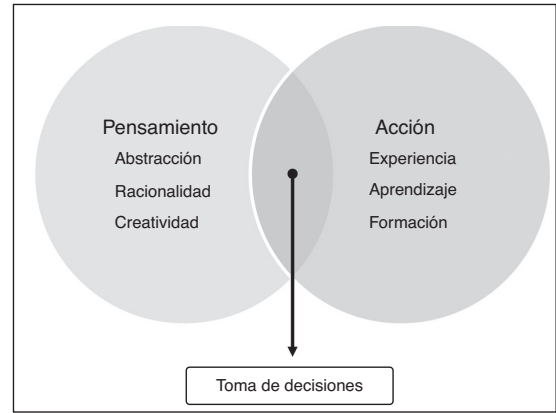 Pensamiento
Abstracción
Racionalidad
Creatividad
Acción
Experiencia
Aprendizaje
Formación
Toma de decisiones